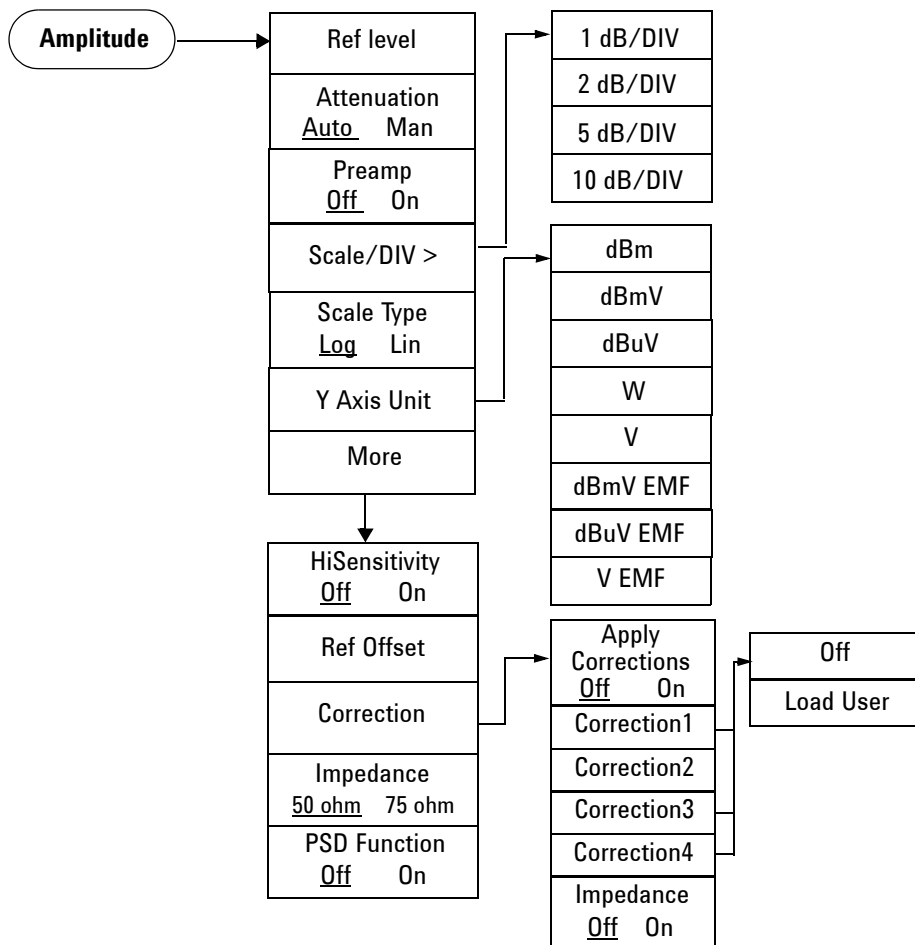 Amplitude
Ref level
Attenuation
Auto Man
Preamp
Off On
Scale/DIV >
Scale Type
Log Lin
Y Axis Unit
More
1 dB/DIV
2 dB/DIV
5 dB/DIV
10 dB/DIV
dBm
dBmV
dBuV
W
V
dBmV EMF
dBuV EMF
V EMF
HiSensitivity
Off On
Ref Offset
Correction
Impedance
50 ohm 75 ohm
PSD Function
Off On
Apply
Corrections
Off On
Correction1
Correction2
Correction3
Correction4
Impedance
Off On
Off
Load User